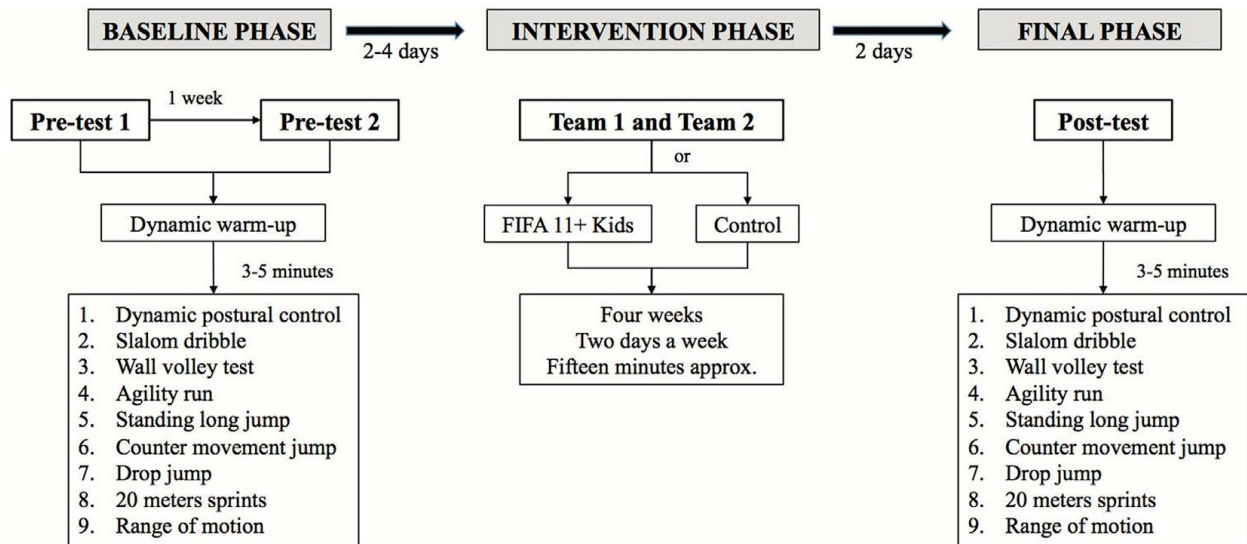 BASELINE PHASE
2-4 days
INTERVENTION PHASE
2 days
FINAL PHASE
Pre-test 1
1 week
Pre-test 2
Dynamic warm-up
3-5 minutes
1. Dynamic postural control
2. Slalom dribble
3. Wall volley test
4. Agility run
5. Standing long jump
6. Counter movement jump
7. Drop jump
8. 20 meters sprints
9. Range of motion
Team 1 and Team 2
or
FIFA 11+ Kids
Control
Four weeks
Two days a week
Fifteen minutes approx.
Post-test
Dynamic warm-up
3-5 minutes
1. Dynamic postural control
2. Slalom dribble
3. Wall volley test
4. Agility run
5. Standing long jump
6. Counter movement jump
7. Drop jump
8. 20 meters sprints
9. Range of motion